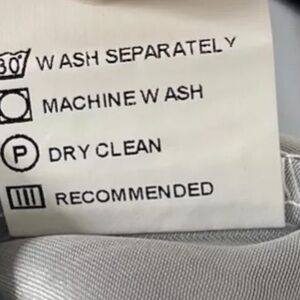 30° WASH SEPARATELY
MACHINE WASH
P DRY CLEAN
RECOMMENDED